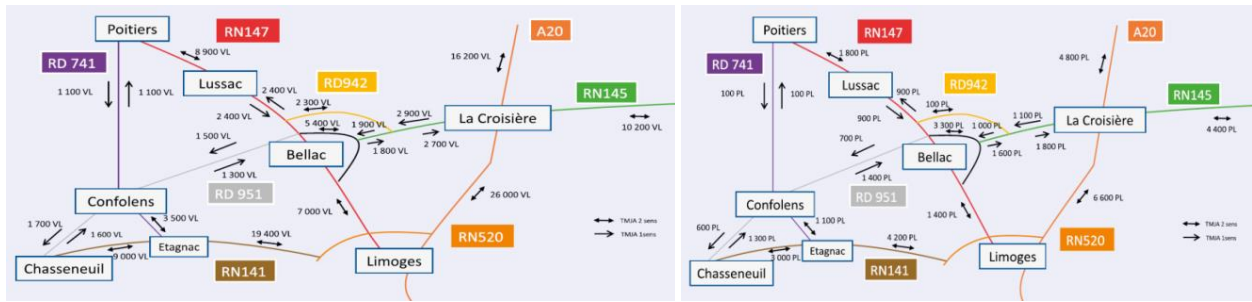 Poitiers
RN147
A20
8 900 VL
RD 741
16 200 VL
1 100 VL
1 100 VL
Lussac
RD942
2 400 VL
2 300 VL
RN145
2 400 VL
5 400 VL
1 900 VL
2 900 VL
La Croisière
10 200 VL
1 500 VL
1 800 VL
2 700 VL
Bellac
1 300 VL
RD 951
26 000 VL
Confolens
7 000 VL
1 700 VL
3 500 VL
1 600 VL
19 400 VL
TMJA 2 sens
TMJA 1sens
Etagnac
RN520
9 000 VL
Chasseneuil
RN141
Limoges
Poitiers
RN147
A20
1 800 PL
4 800 PL
RD 741
100 PL
100 PL
Lussac
RD942
900 PL
100 PL
RN145
900 PL
3 300 PL
1 000 PL
1 100 PL
La Croisière
4 400 PL
700 PL
1 600 PL
1 800 PL
Bellac
1 400 PL
RD 951
6 600 PL
Confolens
1 400 PL
600 PL
1 100 PL
1 300 PL
4 200 PL
TMJA 2 sens
TMJA 1sens
Etagnac
RN520
3 000 PL
Chasseneuil
RN141
Limoges